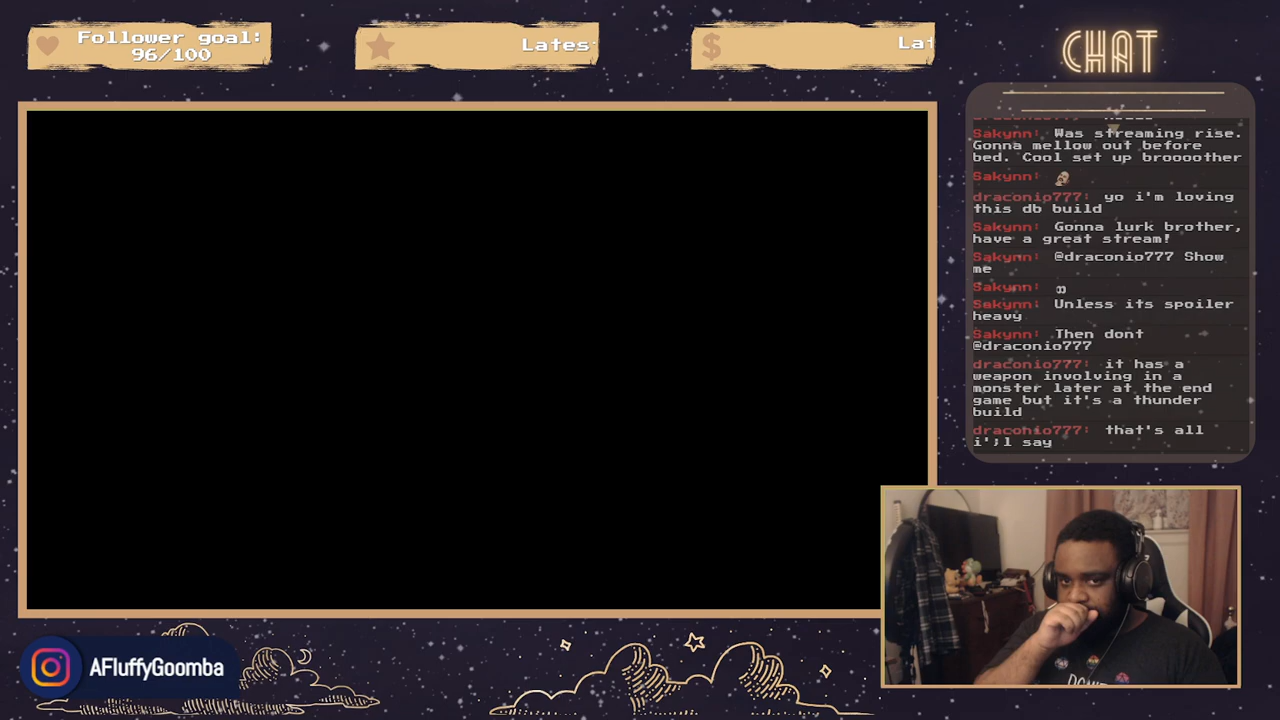 Follower goal:
96/100
Lates
Lat
CHAT
Sakynn: Was streaming rise.
Gonna mellow out before
bed. Cool set up broooother
Sakynn:
draconio777: yo i'm loving
this db build
Sakynn: Gonna lurk brother,
have a great stream!
Sakynn: @draconio777 Show
me
Sakynn:
Sakynn: Unless its spoiler
heavy
Sakynn: Then dont
@draconio777
draconio777: it has a
weapon involving in a
monster later at the end
game but it's a thunder
build
draconio777: that's all
i';l say
AFluffyGoomba